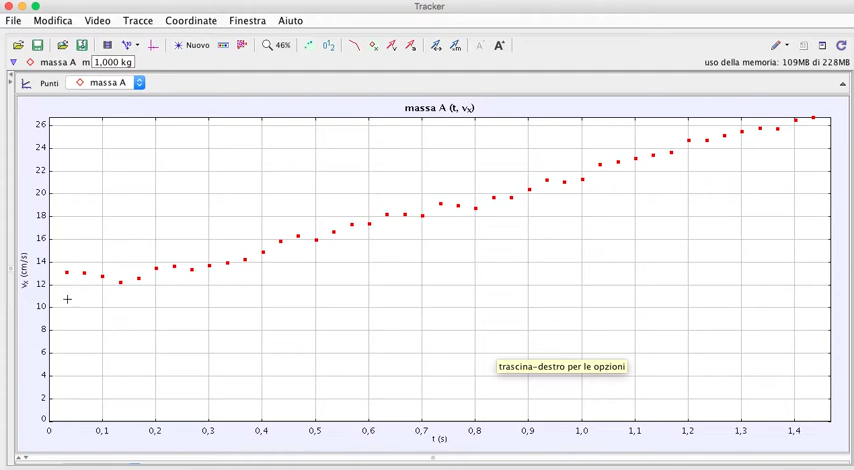 Tracker
File Modifica Video Tracce Coordinate Finestra Aiuto
Nuovo 46%
massa A m 1,000 kg uso della memoria: 109MB di 228MB
Punti massa A
massa A (t, vx)
26
24
22
20
18
16
14
12
10
8
6
4
2
0
vx (cm/s)
trascina-destro per le opzioni
0 0,1 0,2 0,3 0,4 0,5 0,6 0,7 0,8 0,9 1,0 1,1 1,2 1,3 1,4
t (s)